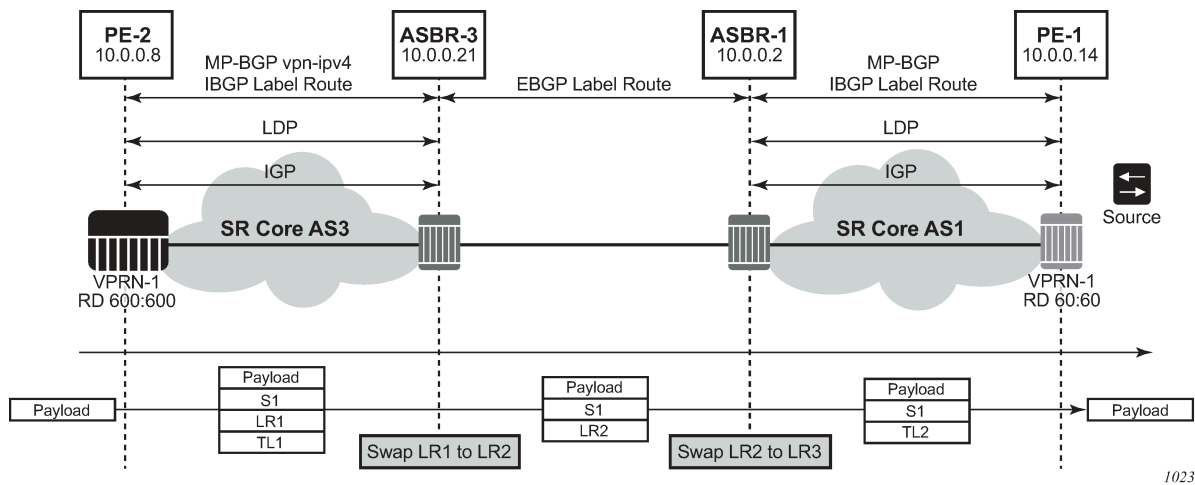 PE-2
10.0.0.8
ASBR-3
10.0.0.21
ASBR-1
10.0.0.2
PE-1
10.0.0.14
MP-BGP vpn-ipv4
IBGP Label Route
EBGP Label Route
MP-BGP
IBGP Label Route
LDP
LDP
IGP
IGP
Source
SR Core AS3
SR Core AS1
VPRN-1
RD 600:600
VPRN-1
RD 60:60
Payload
Payload
S1
LR1
TL1
Payload
S1
LR2
Payload
S1
TL2
Payload
Swap LR1 to LR2
Swap LR2 to LR3
1023